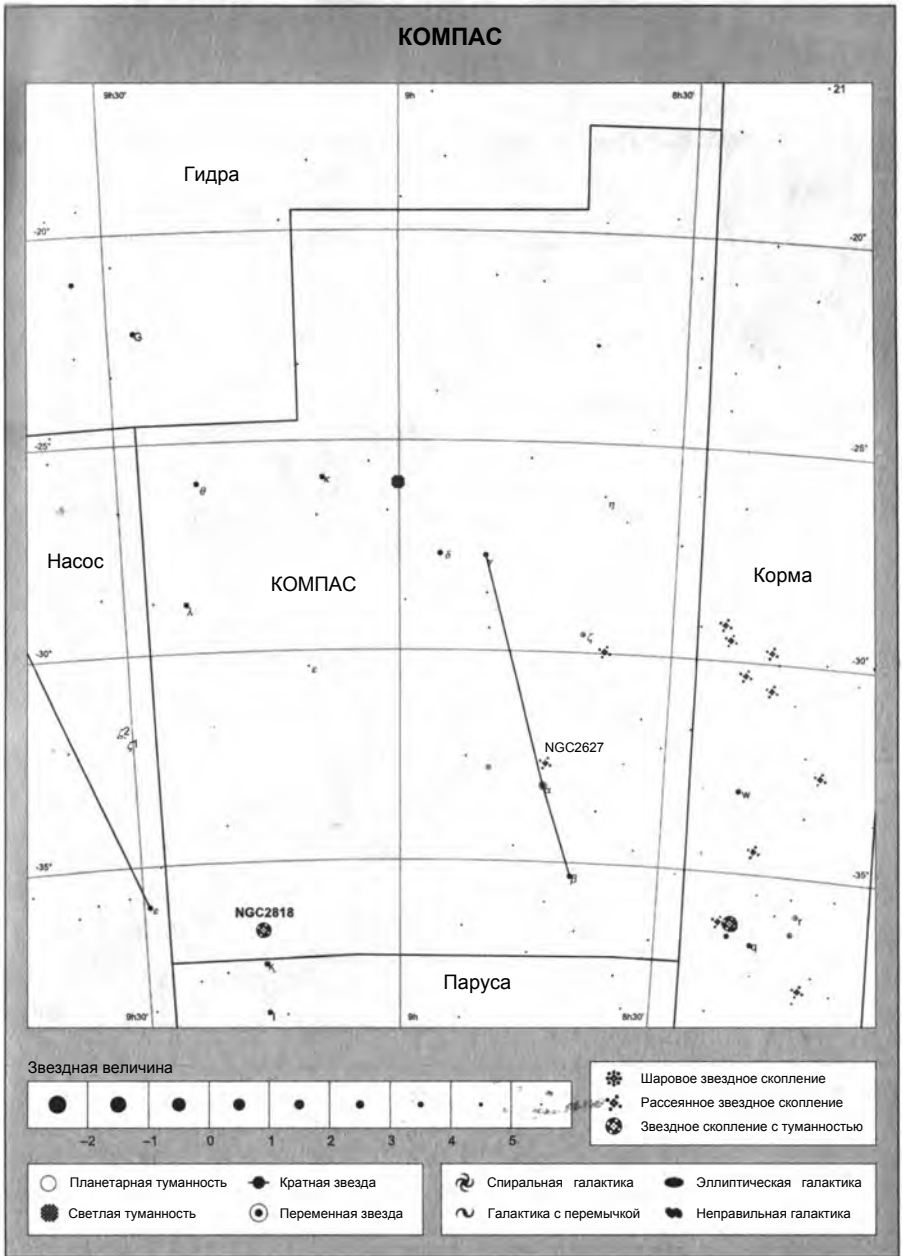 КОМПАС
9h30'
9h
8h30'
21
Гидра
-20°
-20°
G
-25°
-25°
θ
κ
η
Насос
КОМПАС
δ
γ
Корма
λ
ζ
-30°
-30°
ε
ζ2
ζ1
NGC2627
α
w
-35°
-35°
β
ε
NGC2818
r
q
λ
Паруса
9h30'
9h
8h30'
Звездная величина
-2 -1 0 1 2 3 4 5
Шаровое звездное скопление
Рассеянное звездное скопление
Звездное скопление с туманностью
Планетарная туманность
Кратная звезда
Светлая туманность
Переменная звезда
Спиральная галактика
Эллиптическая галактика
Галактика с перемычкой
Неправильная галактика